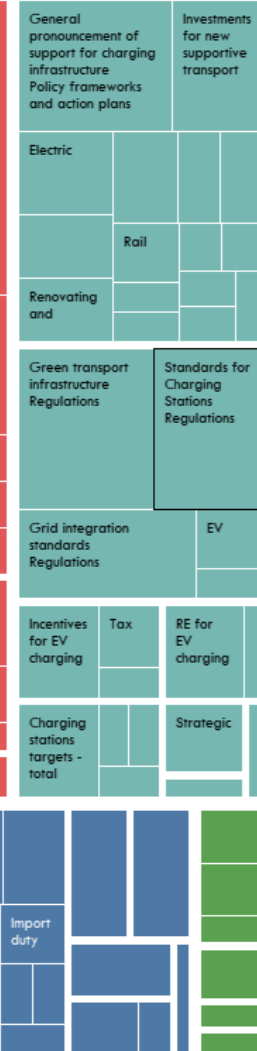 General
pronouncement of
support for charging
infrastructure
Policy frameworks
and action plans
Investments
for new
supportive
transport
Electric
Rail
Renovating
and
Green transport
infrastructure
Regulations
Standards for
Charging
Stations
Regulations
Grid integration
standards
Regulations
EV
Incentives
for EV
charging
Tax
RE for
EV
charging
Charging
stations
targets -
total
Strategic
Import
duty